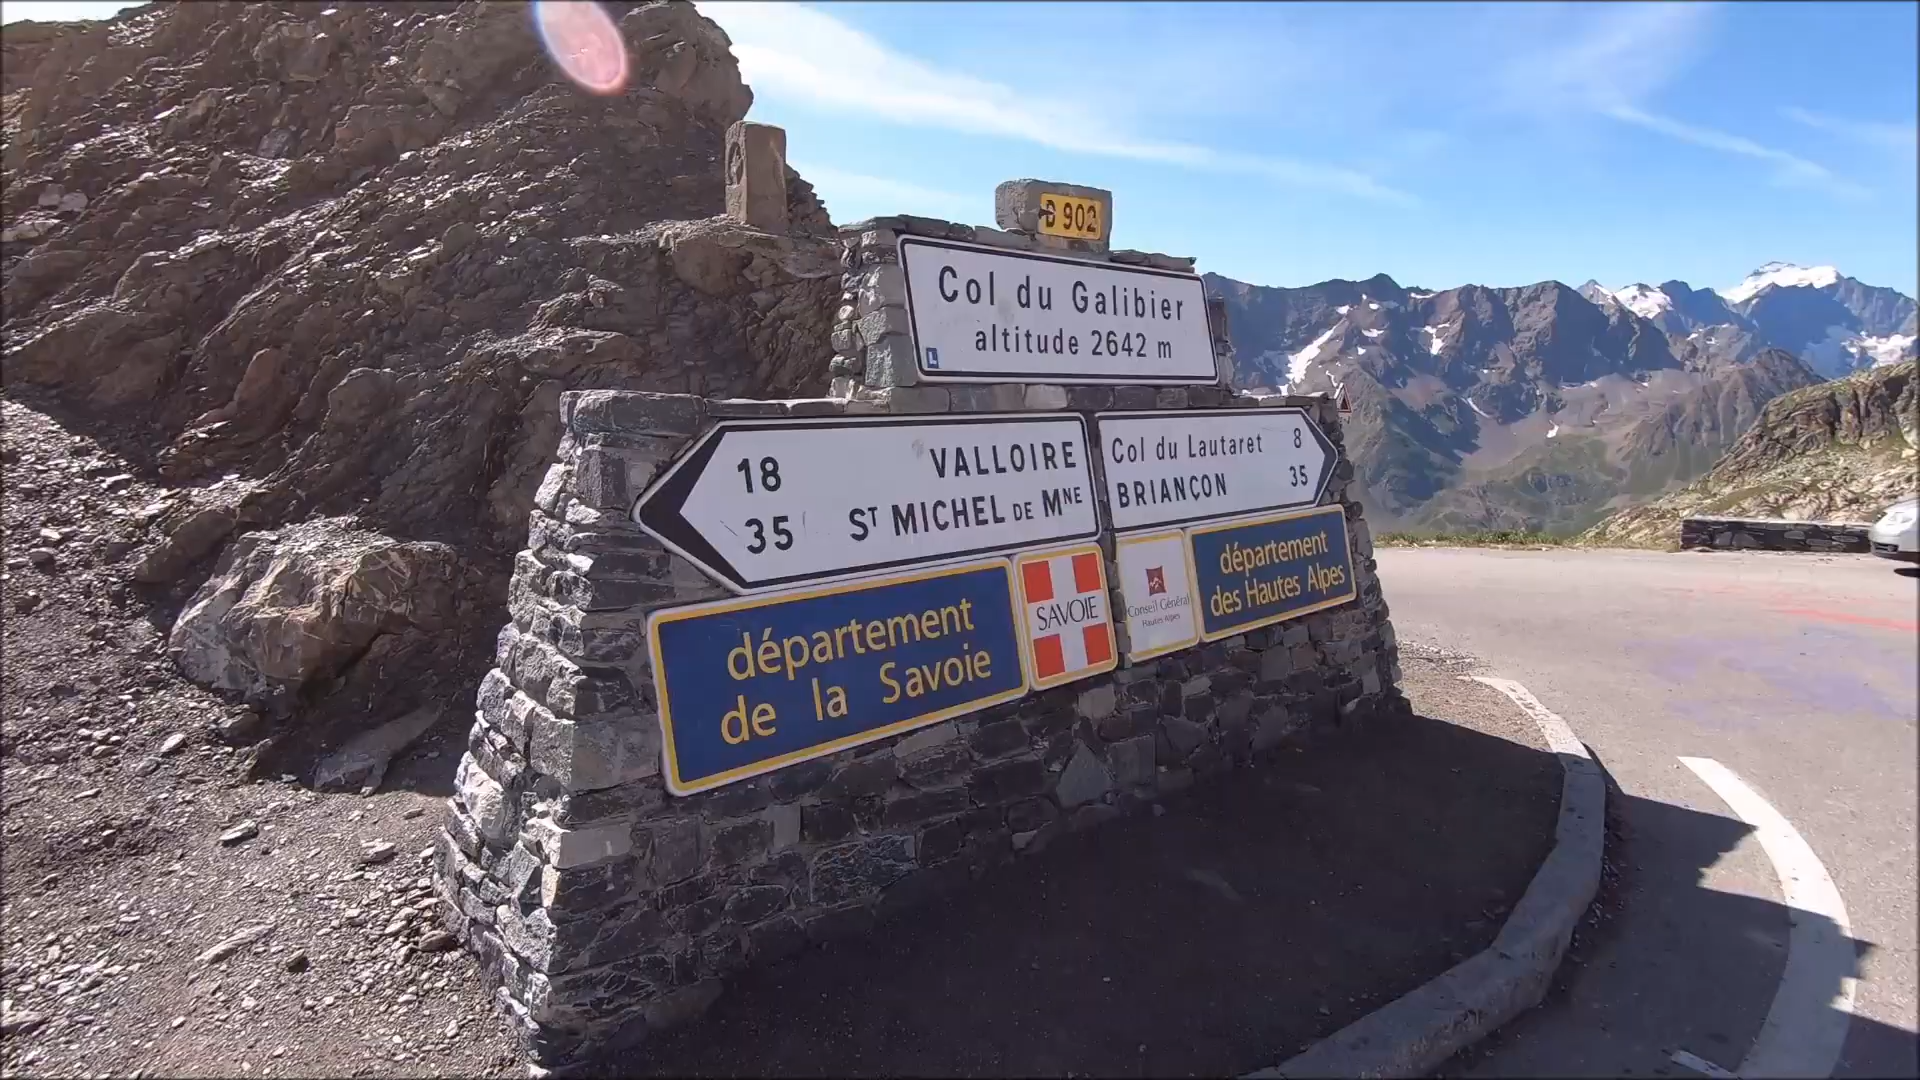 D 902
Col du Galibier
altitude 2642 m
L
18 VALLOIRE
35 ST MICHEL DE MNE
Col du Lautaret 8
BRIANÇON 35
département
de la Savoie
SAVOIE
Conseil Général
Hautes Alpes
département
des Hautes Alpes